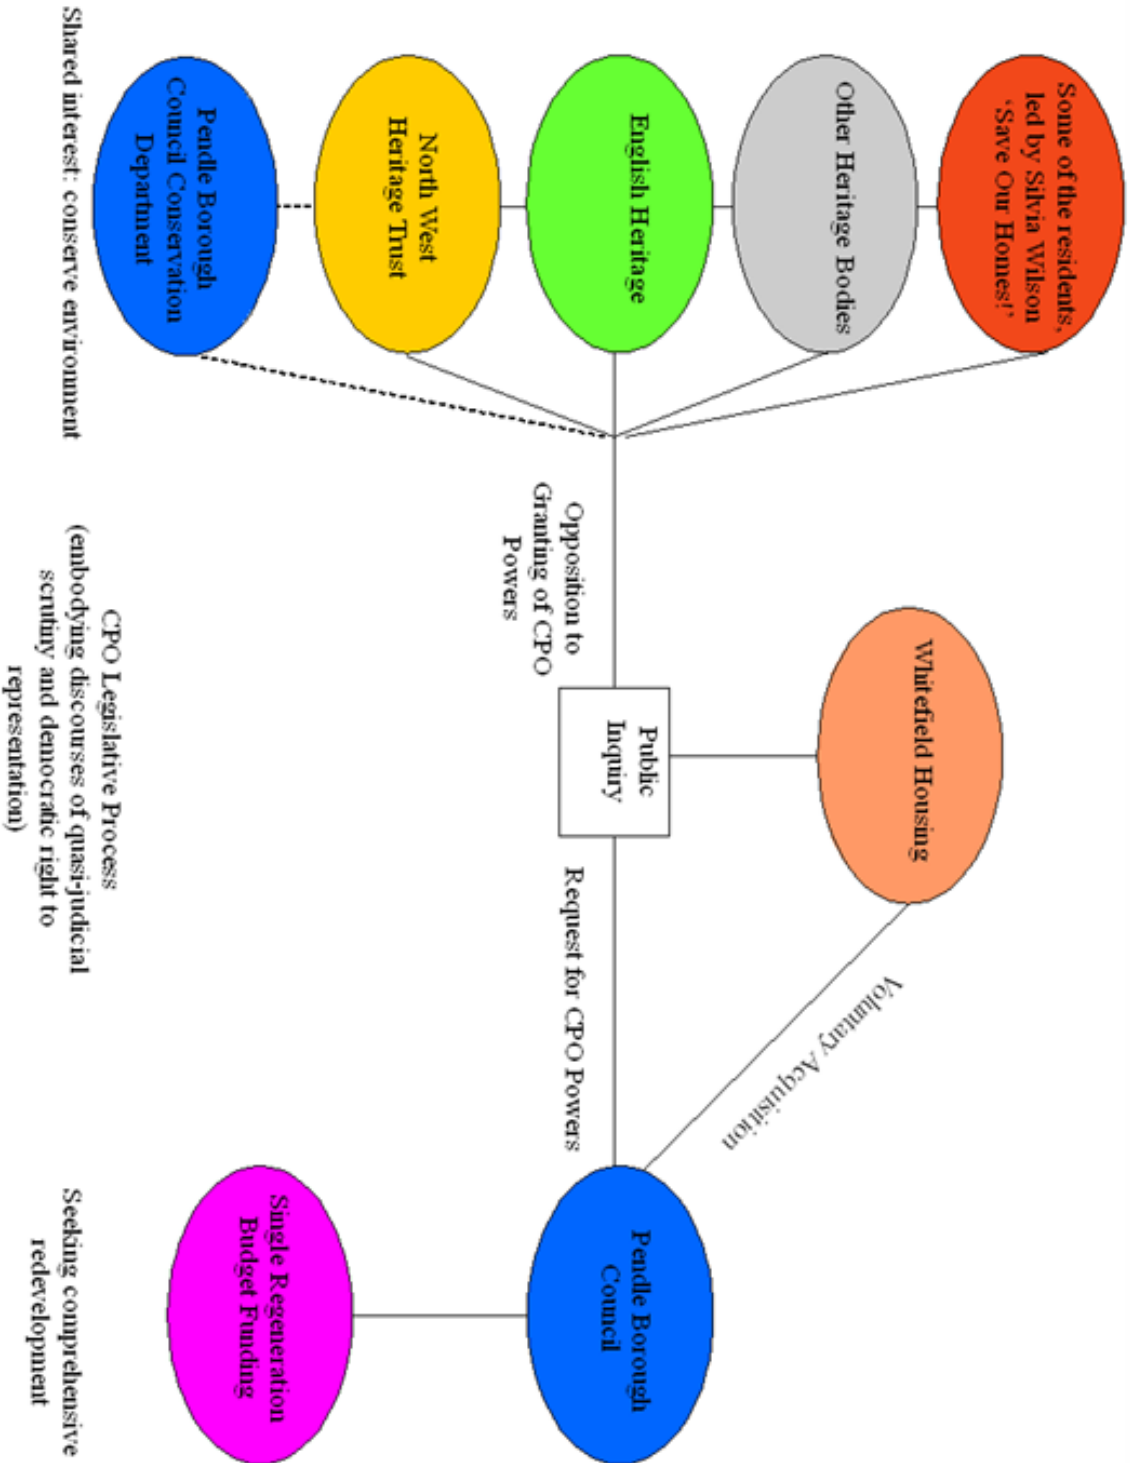 Some of the residents,
led by Silvia Wilson
‘Save Our Homes!’
Other Heritage Bodies
English Heritage
North West
Heritage Trust
Pendle Borough
Council Conservation
Department
Shared interest: conserve environment
Whitefield Housing
Public
Inquiry
Opposition to
Granting of CPO
Powers
Request for CPO Powers
Voluntary Acquisition
CPO Legislative Process
(embodying discourses of quasi-judicial
scrutiny and democratic right to
representation)
Pendle Borough
Council
Single Regeneration
Budget Funding
Seeking comprehensive
redevelopment